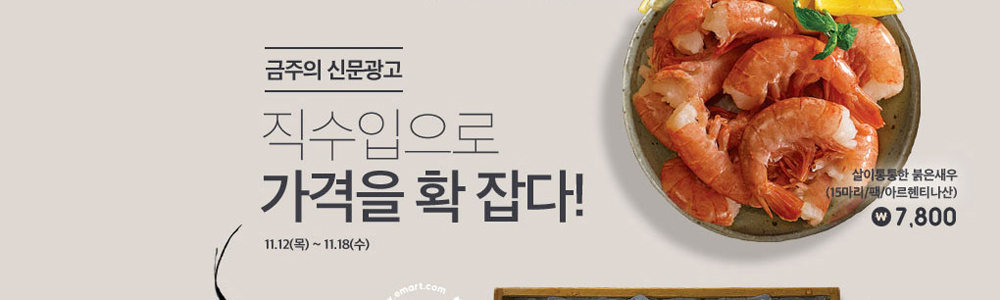 금주의 신문광고
직수입으로
가격을 확 잡다!
11.12(목) ~ 11.18(수)
살이통통한 붉은새우
(15마리/팩/아르헨티나산)
₩7,800
.emart.com